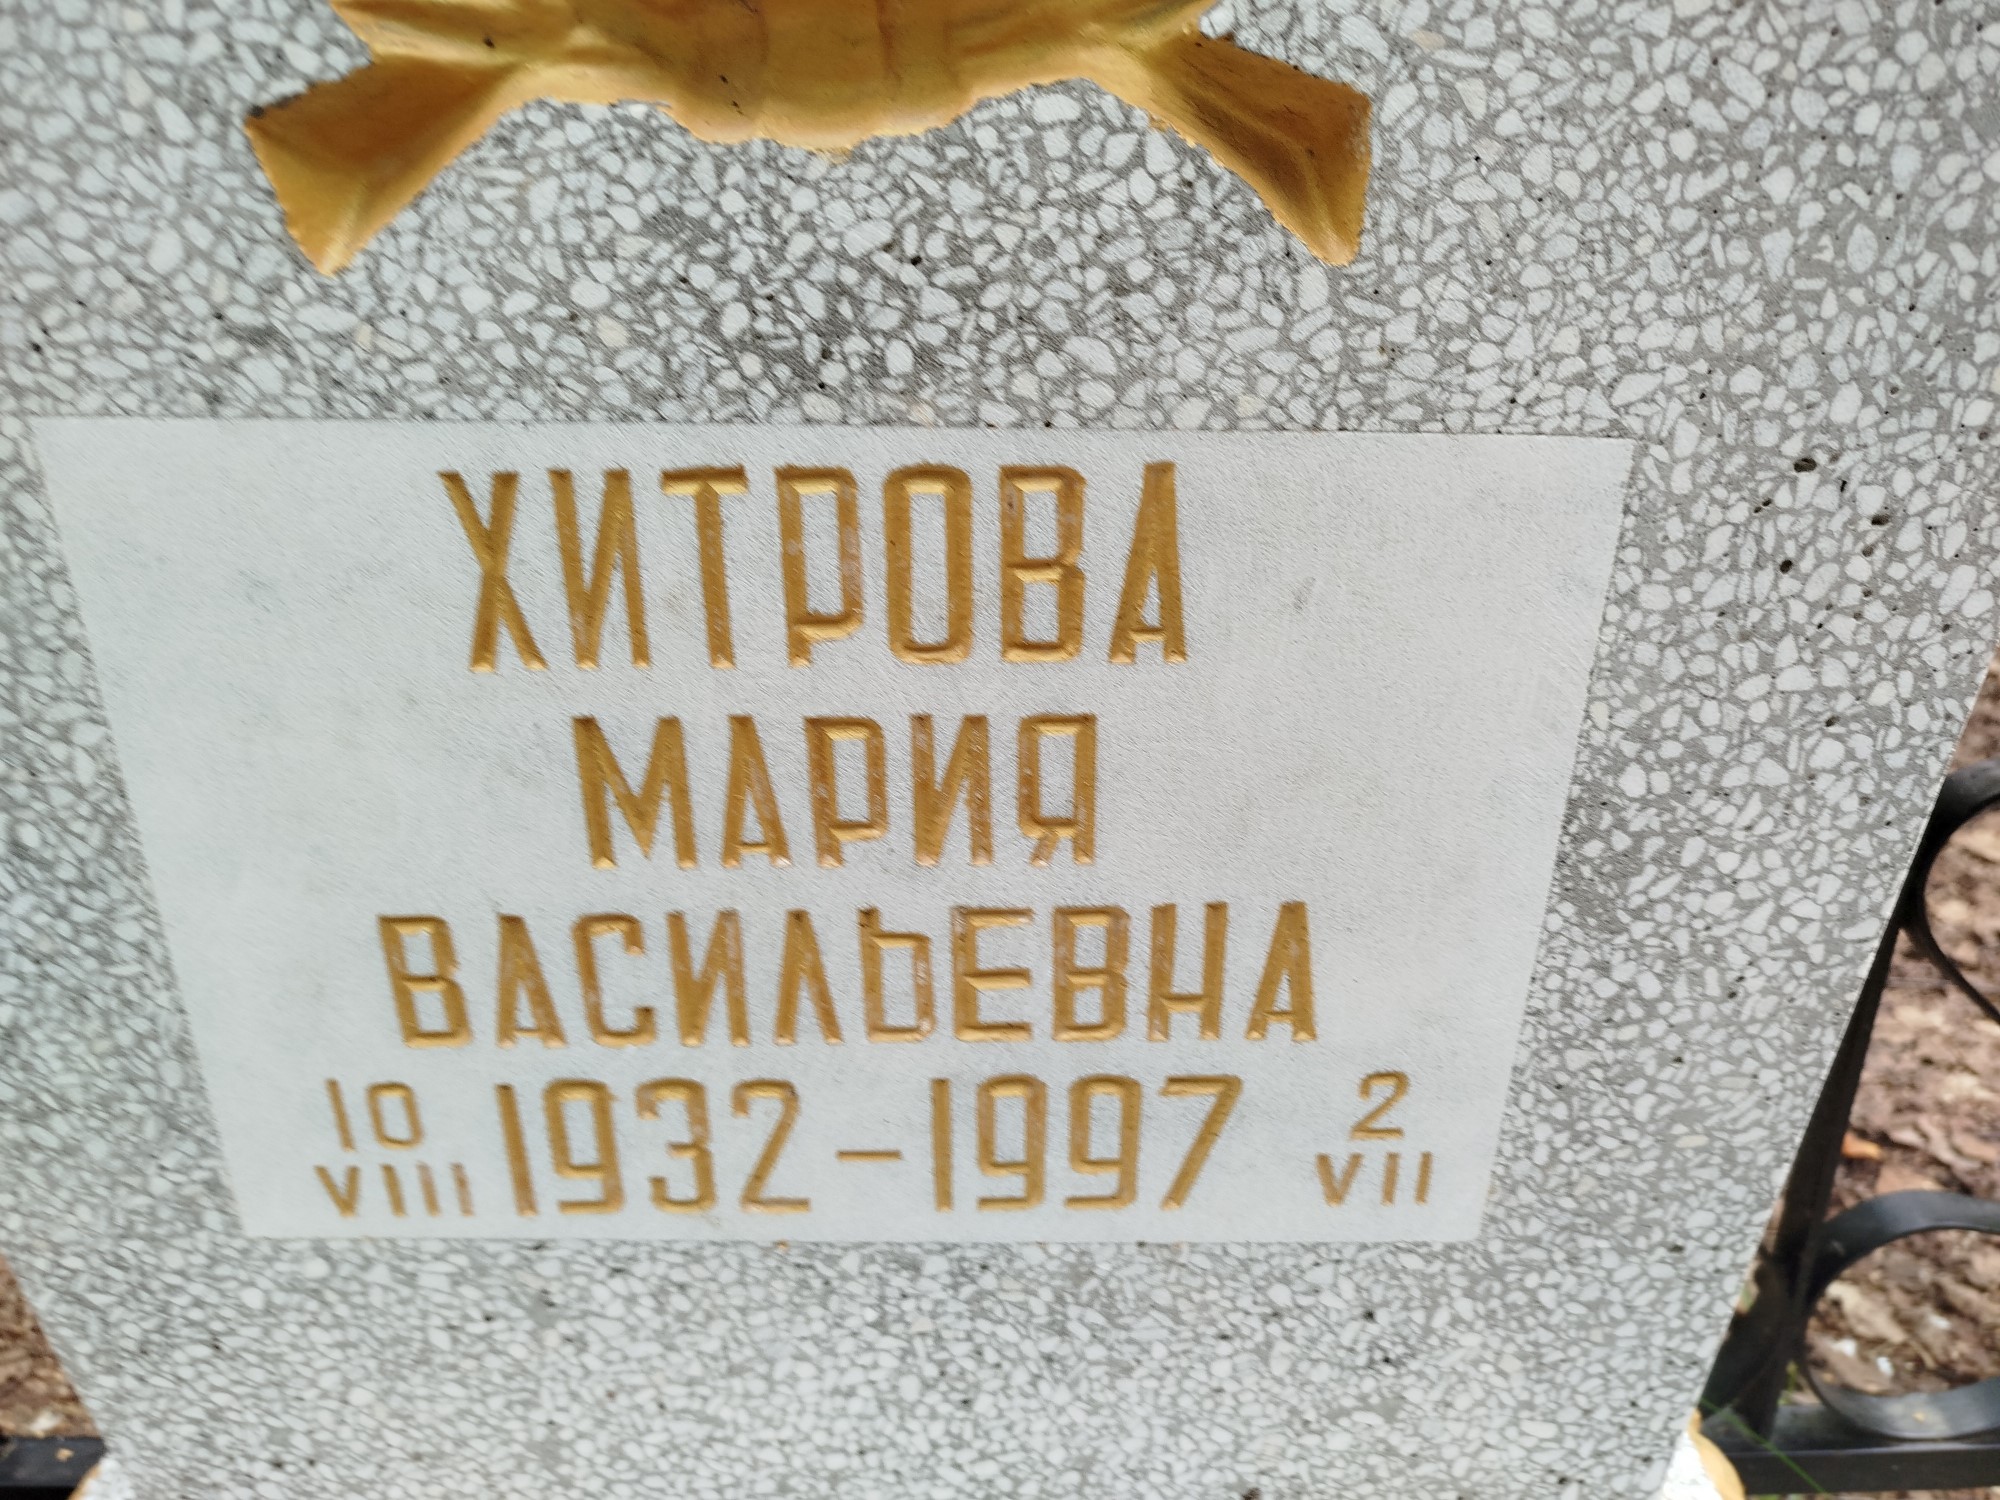 ХИТРОВА
МАРИЯ
ВАСИЛЬЕВНА
10 VIII 1932-1997 2 VII